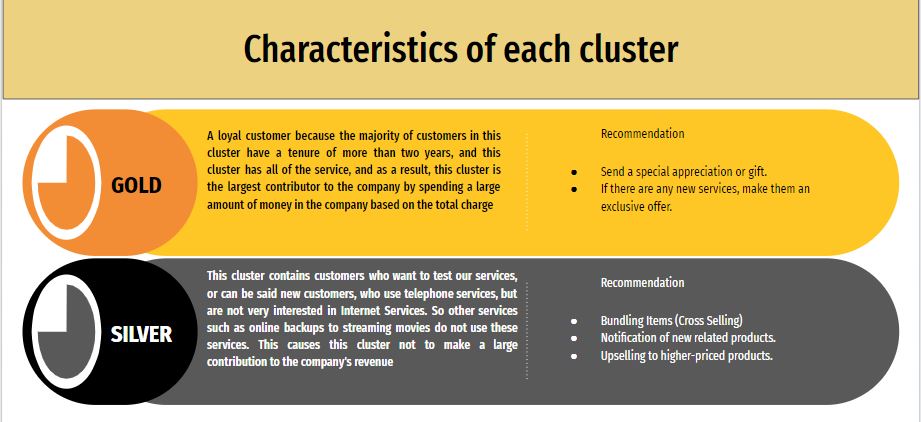 Characteristics of each cluster
GOLD
A loyal customer because the majority of customers in this
cluster have a tenure of more than two years, and this
cluster has all of the service, and as a result, this cluster is
the largest contributor to the company by spending a large
amount of money in the company based on the total charge
Recommendation
● Send a special appreciation or gift.
● If there are any new services, make them an
exclusive offer.
SILVER
This cluster contains customers who want to test our services,
or can be said new customers, who use telephone services, but
are not very interested in Internet Services. So other services
such as online backups to streaming movies do not use these
services. This causes this cluster not to make a large
contribution to the company's revenue
Recommendation
● Bundling Items (Cross Selling)
● Notification of new related products.
● Upselling to higher-priced products.